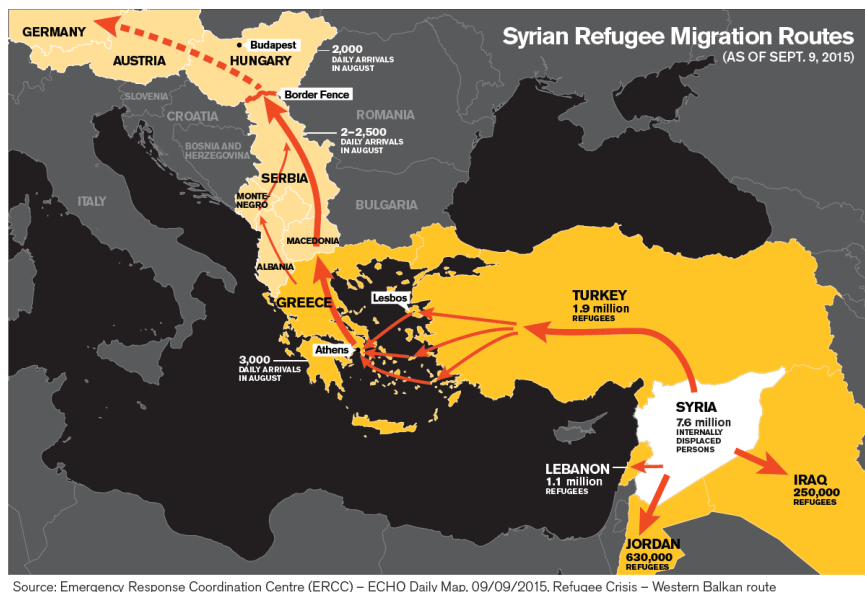 Syrian Refugee Migration Routes
(AS OF SEPT. 9, 2015)
GERMANY
AUSTRIA
Budapest
HUNGARY
2,000
DAILY ARRIVALS
IN AUGUST
SLOVENIA
CROATIA
Border Fence
ROMANIA
BOSNIA AND
HERZEGOVINA
2–2,500
DAILY ARRIVALS
IN AUGUST
SERBIA
ITALY
MONTE-
NEGRO
BULGARIA
MACEDONIA
ALBANIA
GREECE
Lesbos
TURKEY
1.9 million
REFUGEES
Athens
3,000
DAILY ARRIVALS
IN AUGUST
SYRIA
7.6 million
INTERNALLY
DISPLACED
PERSONS
LEBANON
1.1 million
REFUGEES
IRAQ
250,000
REFUGEES
JORDAN
630,000
REFUGEES
Source: Emergency Response Coordination Centre (ERCC) – ECHO Daily Map, 09/09/2015, Refugee Crisis – Western Balkan route